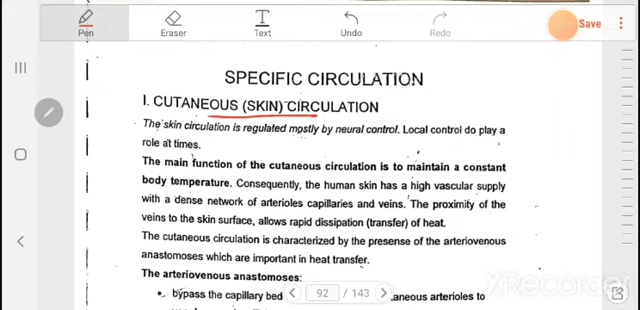 Pen
Eraser
Text
Undo
Redo
Save
SPECIFIC CIRCULATION
I. CUTANEOUS (SKIN) CIRCULATION
The skin circulation is regulated mostly by neural control. Local control do play a
role at times.
The main function of the cutaneous circulation is to maintain a constant
body temperature. Consequently, the human skin has a high vascular supply
with a dense network of arterioles capillaries and veins. The proximity of the
veins to the skin surface, allows rapid dissipation (transfer) of heat.
The cutaneous circulation is characterized by the presense of the arteriovenous
anastomoses which are important in heat transfer.
The arteriovenous anastomoses:
• bypass the capillary bed taneous arterioles to
92 / 143
XRecorder